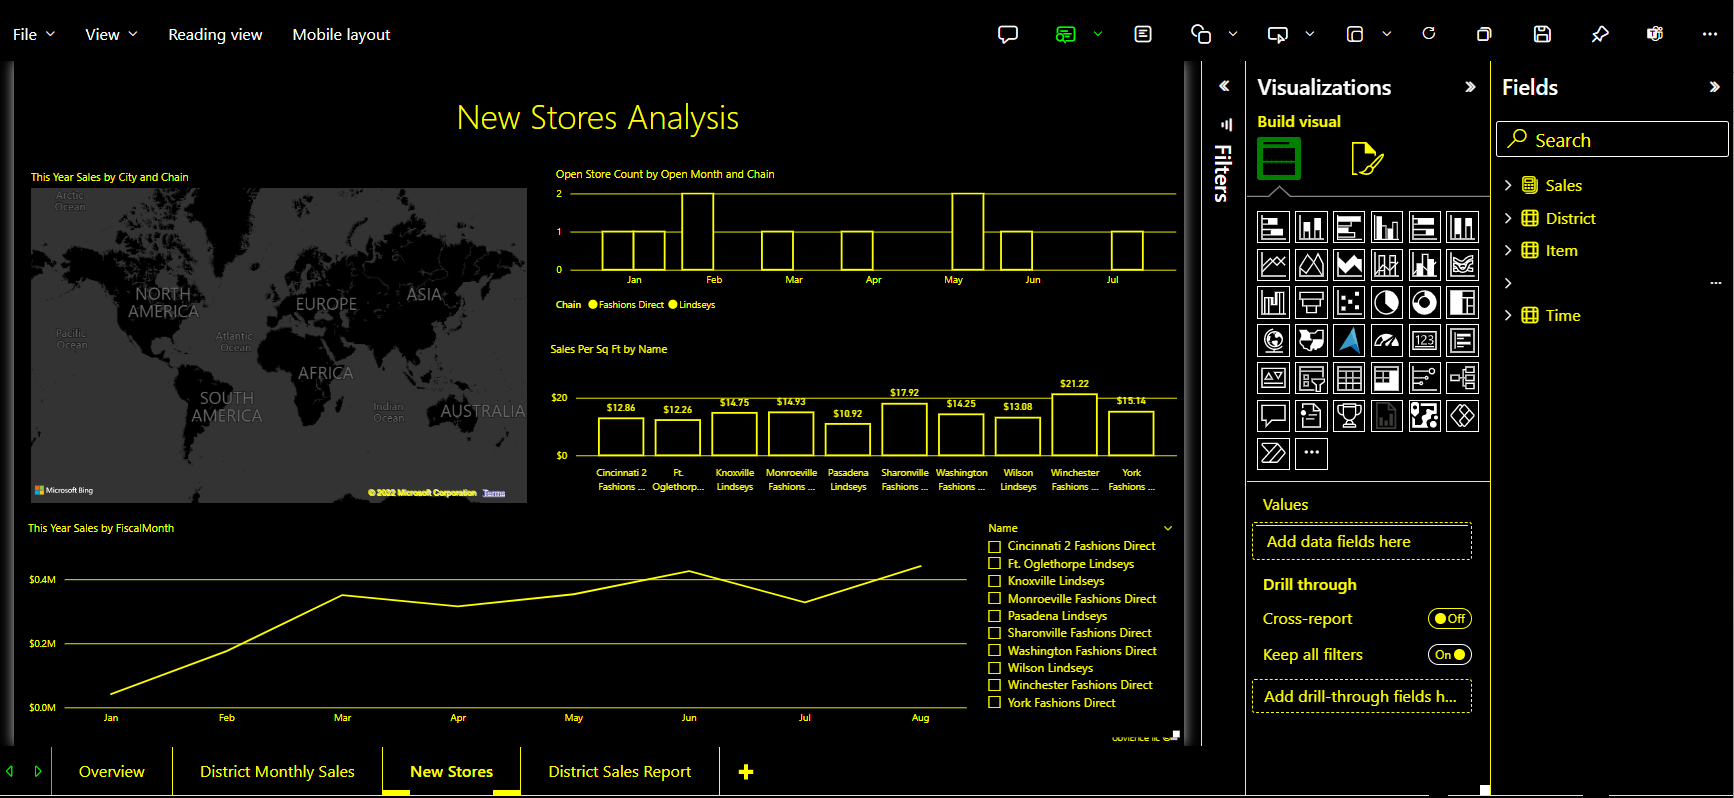 File
View
Reading view
Mobile layout
New Stores Analysis
This Year Sales by City and Chain
Arctic
Ocean
NORTH
AMERICA
EUROPE
ASIA
Pacific
Ocean
Atlantic
Ocean
AFRICA
SOUTH
AMERICA
Indian
Ocean
AUSTRALIA
Microsoft Bing
© 2022 Microsoft Corporation Terms
Open Store Count by Open Month and Chain
2
1
0
Jan Feb Mar Apr May Jun Jul
Chain Fashions Direct Lindseys
Sales Per Sq Ft by Name
$20
$0
$12.86 $12.26 $14.75 $14.93 $10.92 $17.92 $14.25 $13.08 $21.22 $15.14
Cincinnati 2 Ft. Knoxville Monroeville Pasadena Sharonville Washington Wilson Winchester York
Fashions ... Oglethorp... Lindseys Fashions ... Lindseys Fashions ... Fashions ... Lindseys Fashions ... Fashions ...
This Year Sales by FiscalMonth
$0.4M
$0.2M
$0.0M
Jan Feb Mar Apr May Jun Jul Aug
Name
Cincinnati 2 Fashions Direct
Ft. Oglethorpe Lindseys
Knoxville Lindseys
Monroeville Fashions Direct
Pasadena Lindseys
Sharonville Fashions Direct
Washington Fashions Direct
Wilson Lindseys
Winchester Fashions Direct
York Fashions Direct
obviEnce llc ©
Overview
District Monthly Sales
New Stores
District Sales Report
Filters
Visualizations
Build visual
123
Values
Add data fields here
Drill through
Cross-report
Off
Keep all filters
On
Add drill-through fields h...
Fields
Search
Sales
District
Item
...
Time